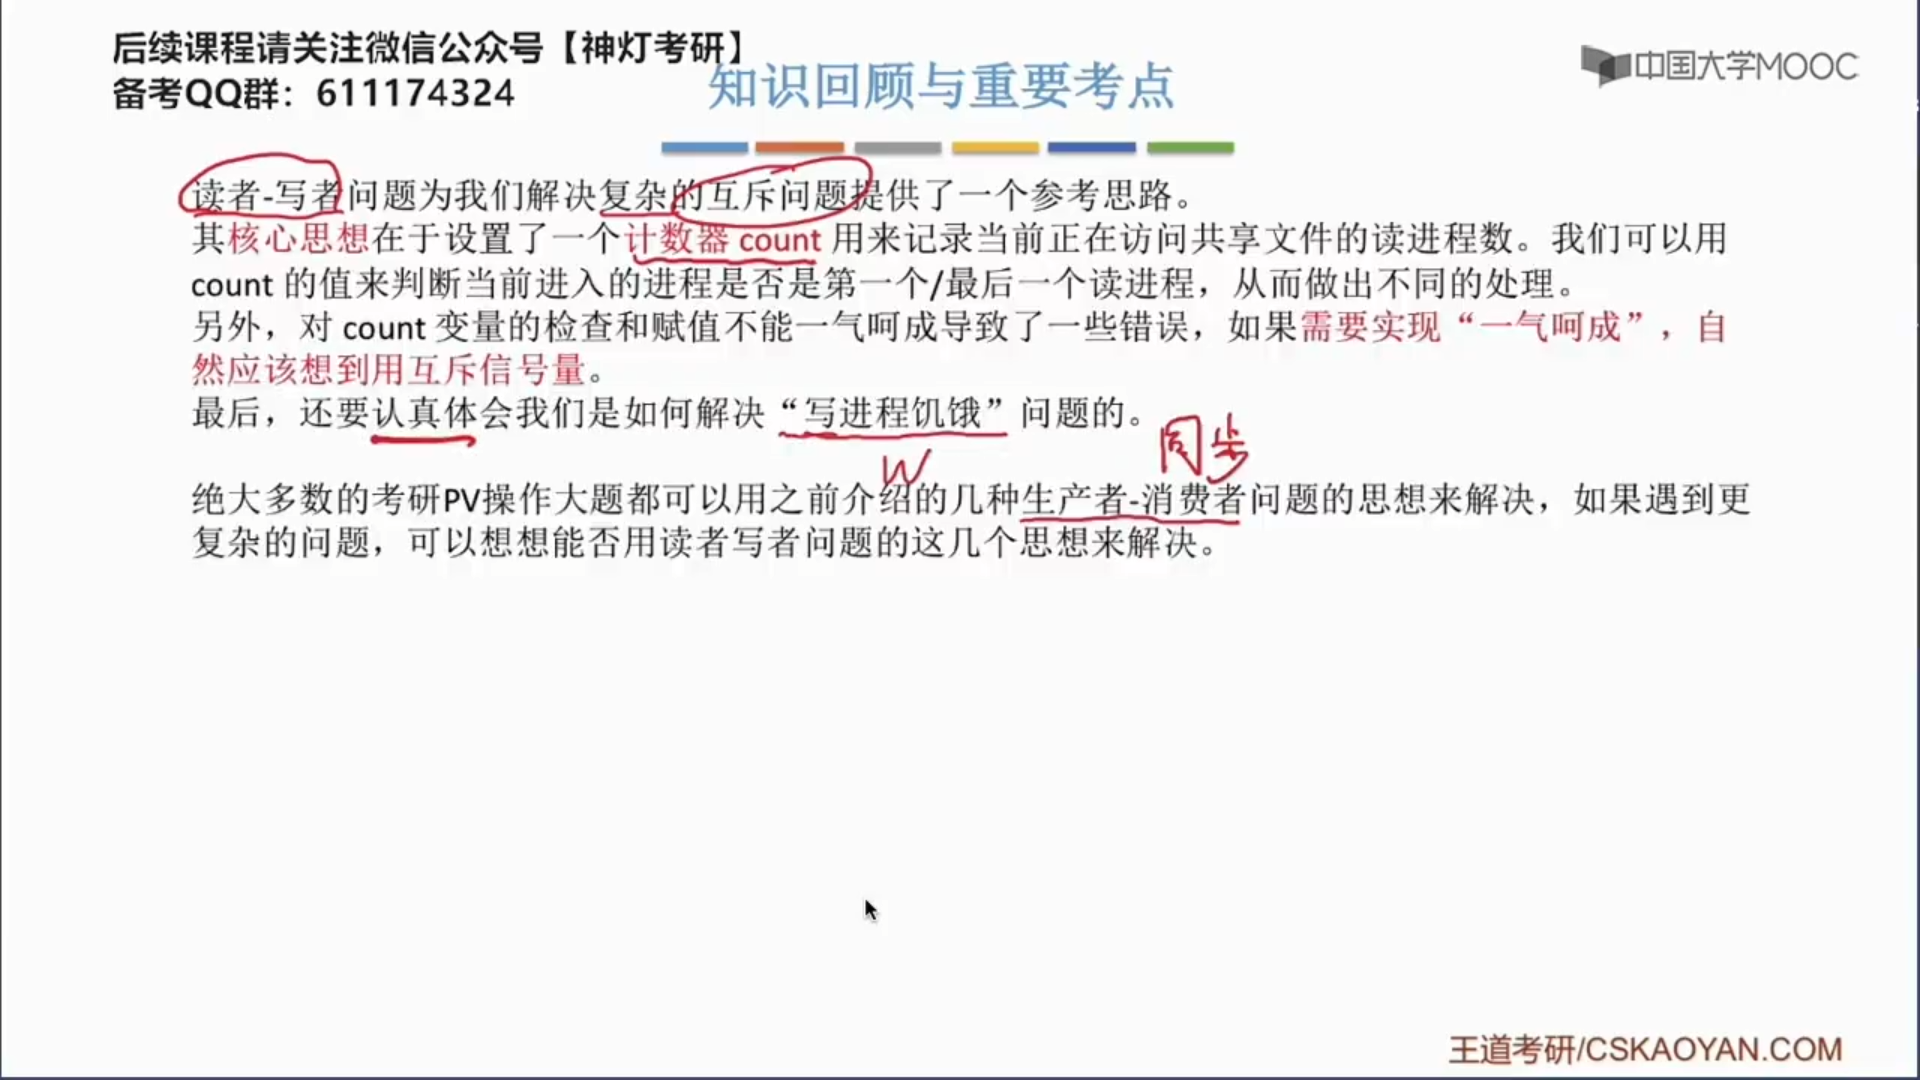 后续课程请关注微信公众号【神灯考研】
备考QQ群：611174324
知识回顾与重要考点
中国大学MOOC
读者-写者问题为我们解决复杂的互斥问题提供了一个参考思路。
其核心思想在于设置了一个计数器 count 用来记录当前正在访问共享文件的读进程数。我们可以用
count 的值来判断当前进入的进程是否是第一个/最后一个读进程，从而做出不同的处理。
另外，对 count 变量的检查和赋值不能一气呵成导致了一些错误，如果需要实现“一气呵成”，自
然应该想到用互斥信号量。
最后，还要认真体会我们是如何解决“写进程饥饿”问题的。
同步
W
绝大多数的考研PV操作大题都可以用之前介绍的几种生产者-消费者问题的思想来解决，如果遇到更
复杂的问题，可以想想能否用读者写者问题的这几个思想来解决。
王道考研/CSKAOYAN.COM